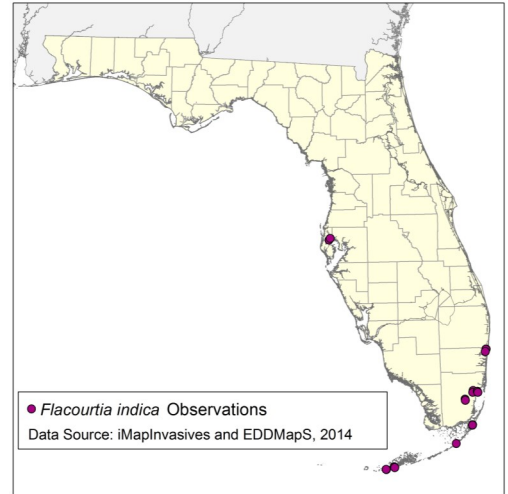 Flacourtia indica Observations
Data Source: iMapInvasives and EDDMapS, 2014